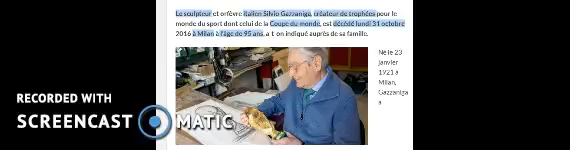 Le sculpteur et orfèvre italien Silvio Gazzaniga, créateur de trophées pour le
monde du sport dont celui de la Coupe du monde, est décédé lundi 31 octobre
2016 à Milan à l'âge de 95 ans, a t on indiqué auprès de sa famille.
Né le 23
janvier
1921 à
Milan,
Gazzaniga
a
RECORDED WITH
SCREENCAST MATIC